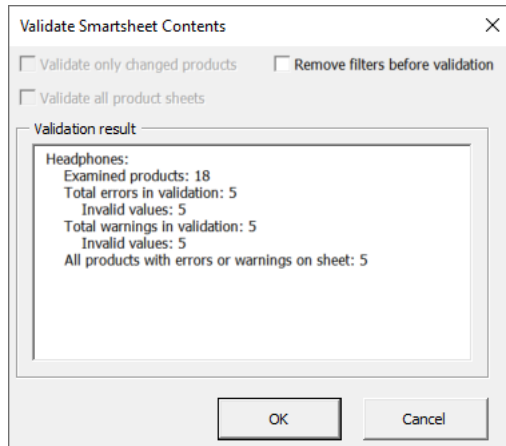 Validate Smartsheet Contents
Validate only changed products
Remove filters before validation
Validate all product sheets
Validation result
Headphones:
Examined products: 18
Total errors in validation: 5
Invalid values: 5
Total warnings in validation: 5
Invalid values: 5
All products with errors or warnings on sheet: 5
OK
Cancel